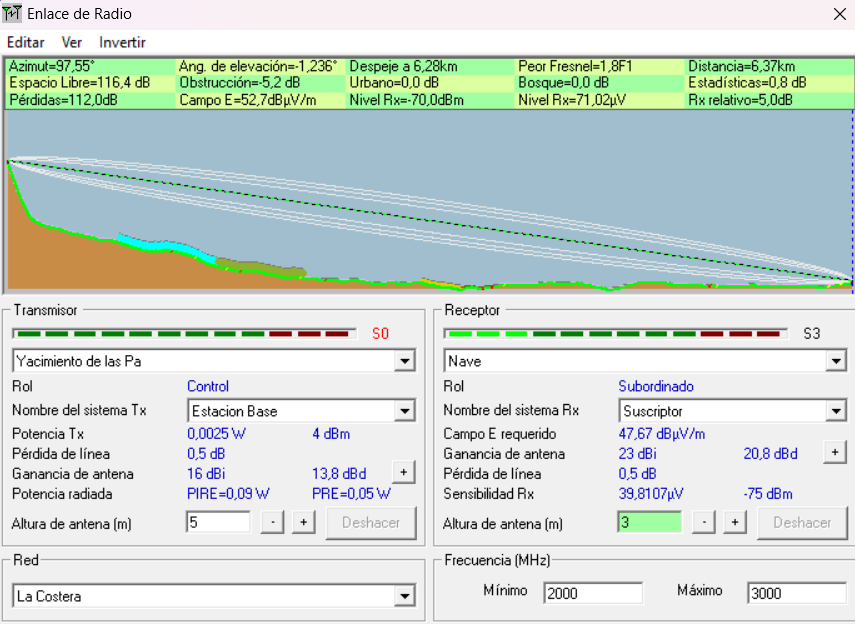 Enlace de Radio
Editar Ver Invertir
Azimut=97,55° Ang. de elevación=-1,236° Despeje a 6,28km Peor Fresnel=1,8F1 Distancia=6,37km
Espacio Libre=116,4 dB Obstrucción=-5,2 dB Urbano=0,0 dB Bosque=0,0 dB Estadísticas=0,8 dB
Pérdidas=112,0dB Campo E=52,7dBµV/m Nivel Rx=-70,0dBm Nivel Rx=71,02µV Rx relativo=5,0dB
Transmisor
S0
Yacimiento de las Pa
Rol Control
Nombre del sistema Tx Estacion Base
Potencia Tx 0,0025 W 4 dBm
Pérdida de línea 0,5 dB
Ganancia de antena 16 dBi 13,8 dBd +
Potencia radiada PIRE=0,09 W PRE=0,05 W
Altura de antena (m) 5 - + Deshacer
Receptor
S3
Nave
Rol Subordinado
Nombre del sistema Rx Suscriptor
Campo E requerido 47,67 dBµV/m
Ganancia de antena 23 dBi 20,8 dBd +
Pérdida de línea 0,5 dB
Sensibilidad Rx 39,8107µV -75 dBm
Altura de antena (m) 3 - + Deshacer
Red
La Costera
Frecuencia (MHz)
Mínimo 2000 Máximo 3000